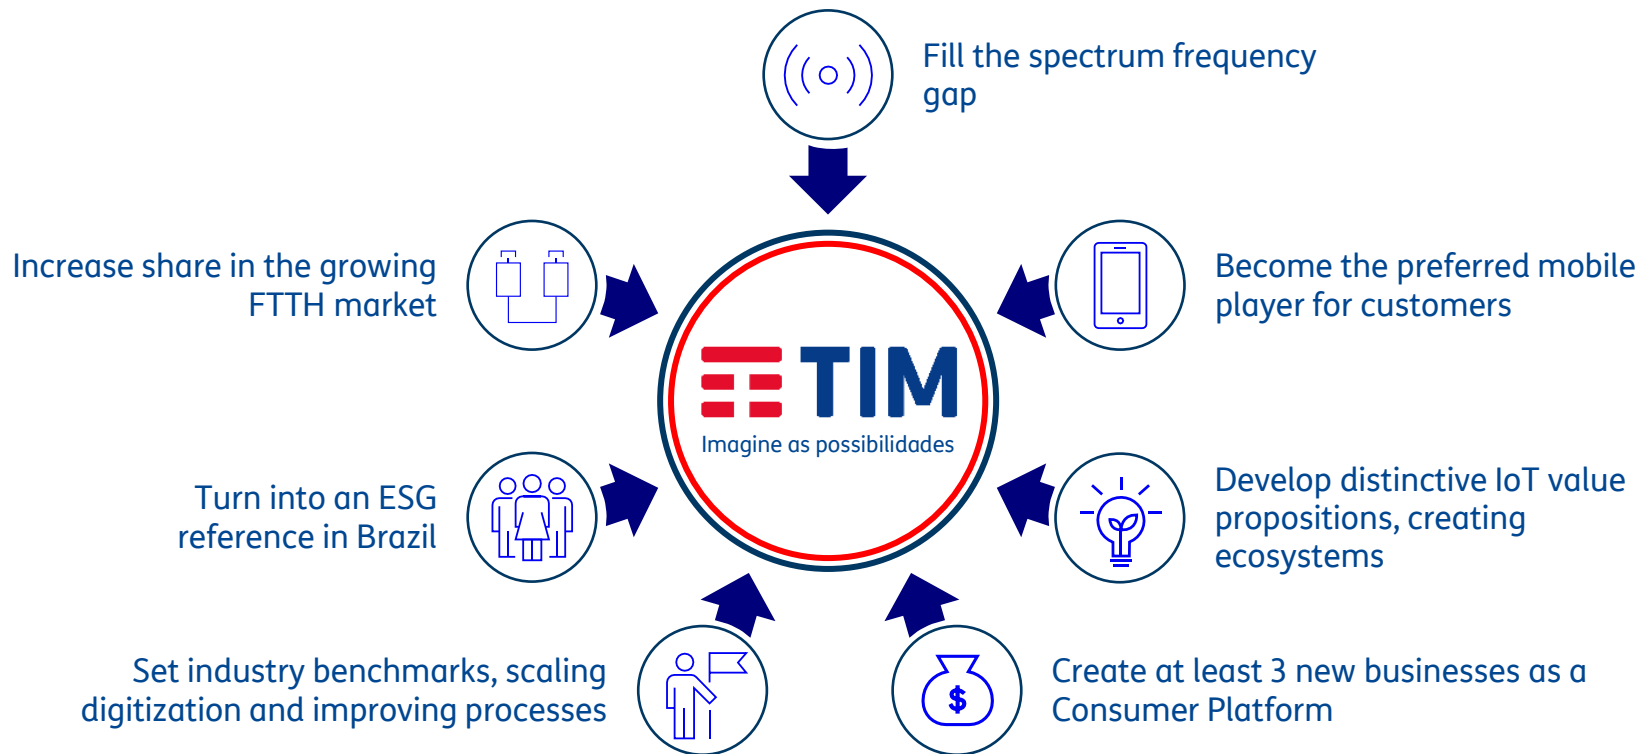 Fill the spectrum frequency
gap
Increase share in the growing
FTTH market
Become the preferred mobile
player for customers
TIM
Imagine as possibilidades
Turn into an ESG
reference in Brazil
Develop distinctive IoT value
propositions, creating
ecosystems
Set industry benchmarks, scaling
digitization and improving processes
$
Create at least 3 new businesses as a
Consumer Platform